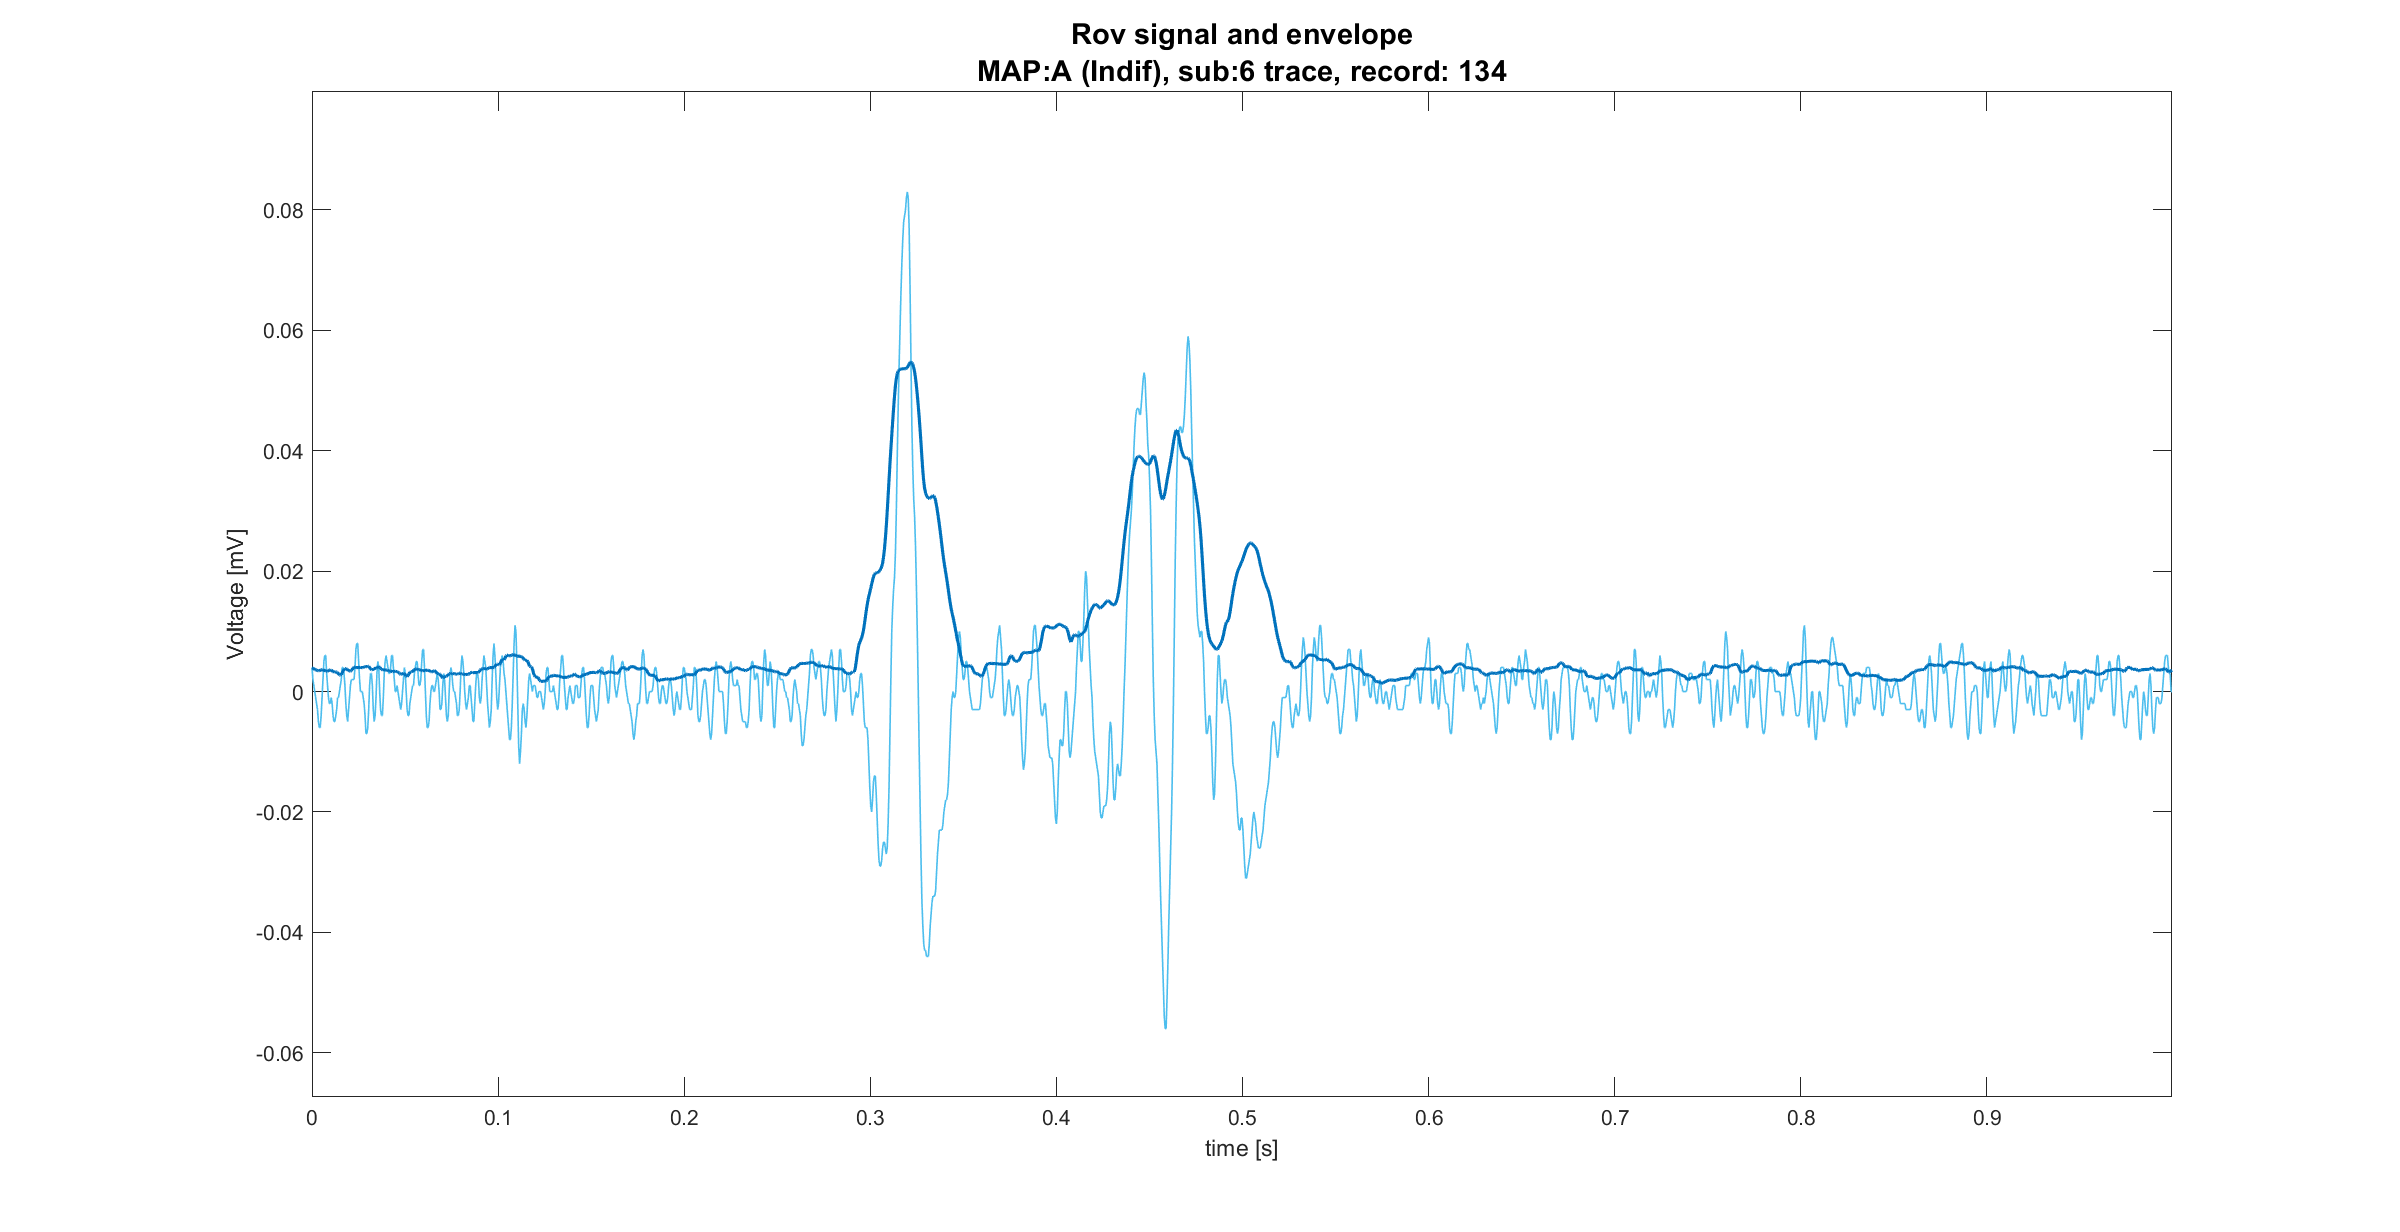 Rov signal and envelope
MAP:A (Indif), sub:6 trace, record: 134
0.08
0.06
0.04
0.02
0
-0.02
-0.04
-0.06
Voltage [mV]
0 0.1 0.2 0.3 0.4 0.5 0.6 0.7 0.8 0.9
time [s]